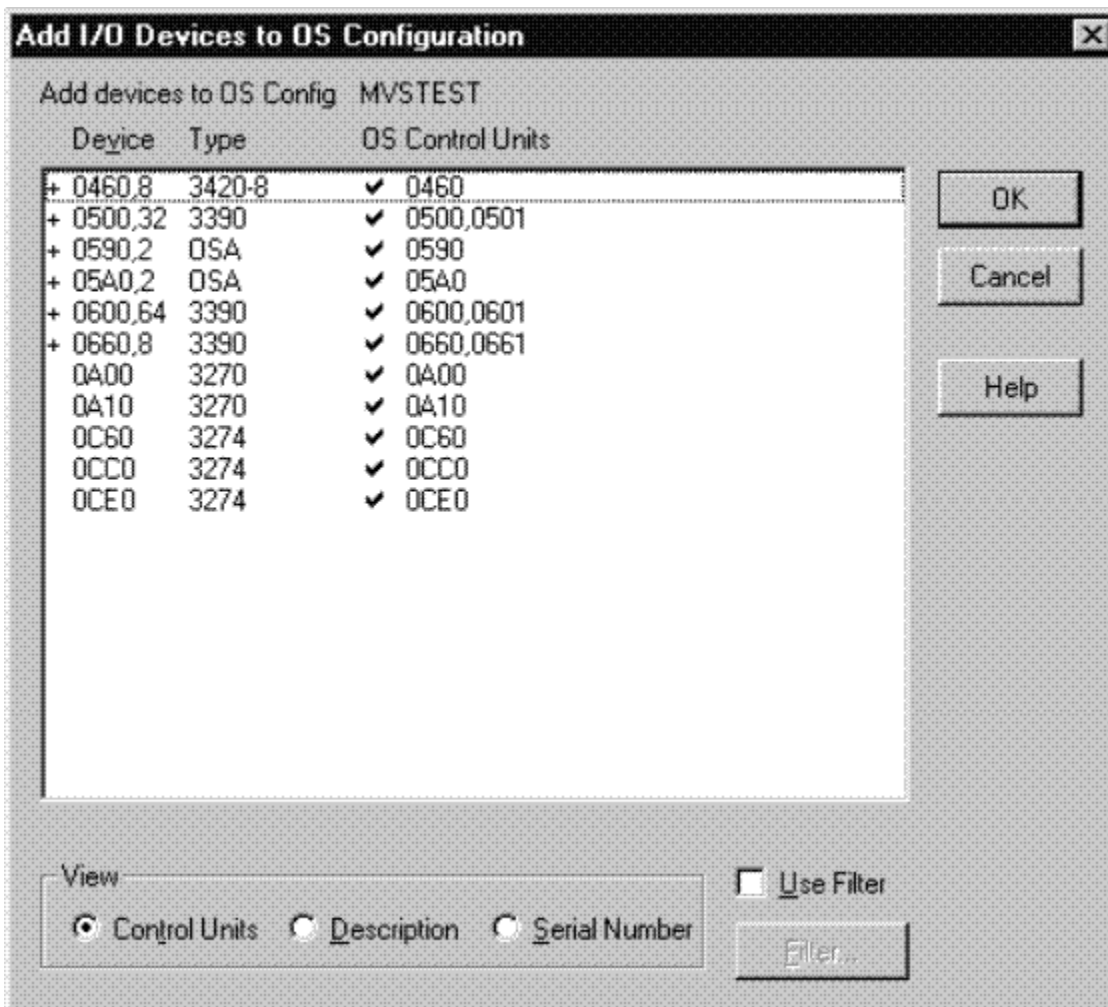 Add I/O Devices to OS Configuration
Add devices to OS Config MVSTEST
Device Type OS Control Units
+ 0460,8 3420-8 ✔ 0460
+ 0500,32 3390 ✔ 0500,0501
+ 0590,2 OSA ✔ 0590
+ 05A0,2 OSA ✔ 05A0
+ 0600,64 3390 ✔ 0600,0601
+ 0660,8 3390 ✔ 0660,0661
0A00 3270 ✔ 0A00
0A10 3270 ✔ 0A10
0C60 3274 ✔ 0C60
0CC0 3274 ✔ 0CC0
0CE0 3274 ✔ 0CE0
OK
Cancel
Help
View
Control Units Description Serial Number
Use Filter
Filter...